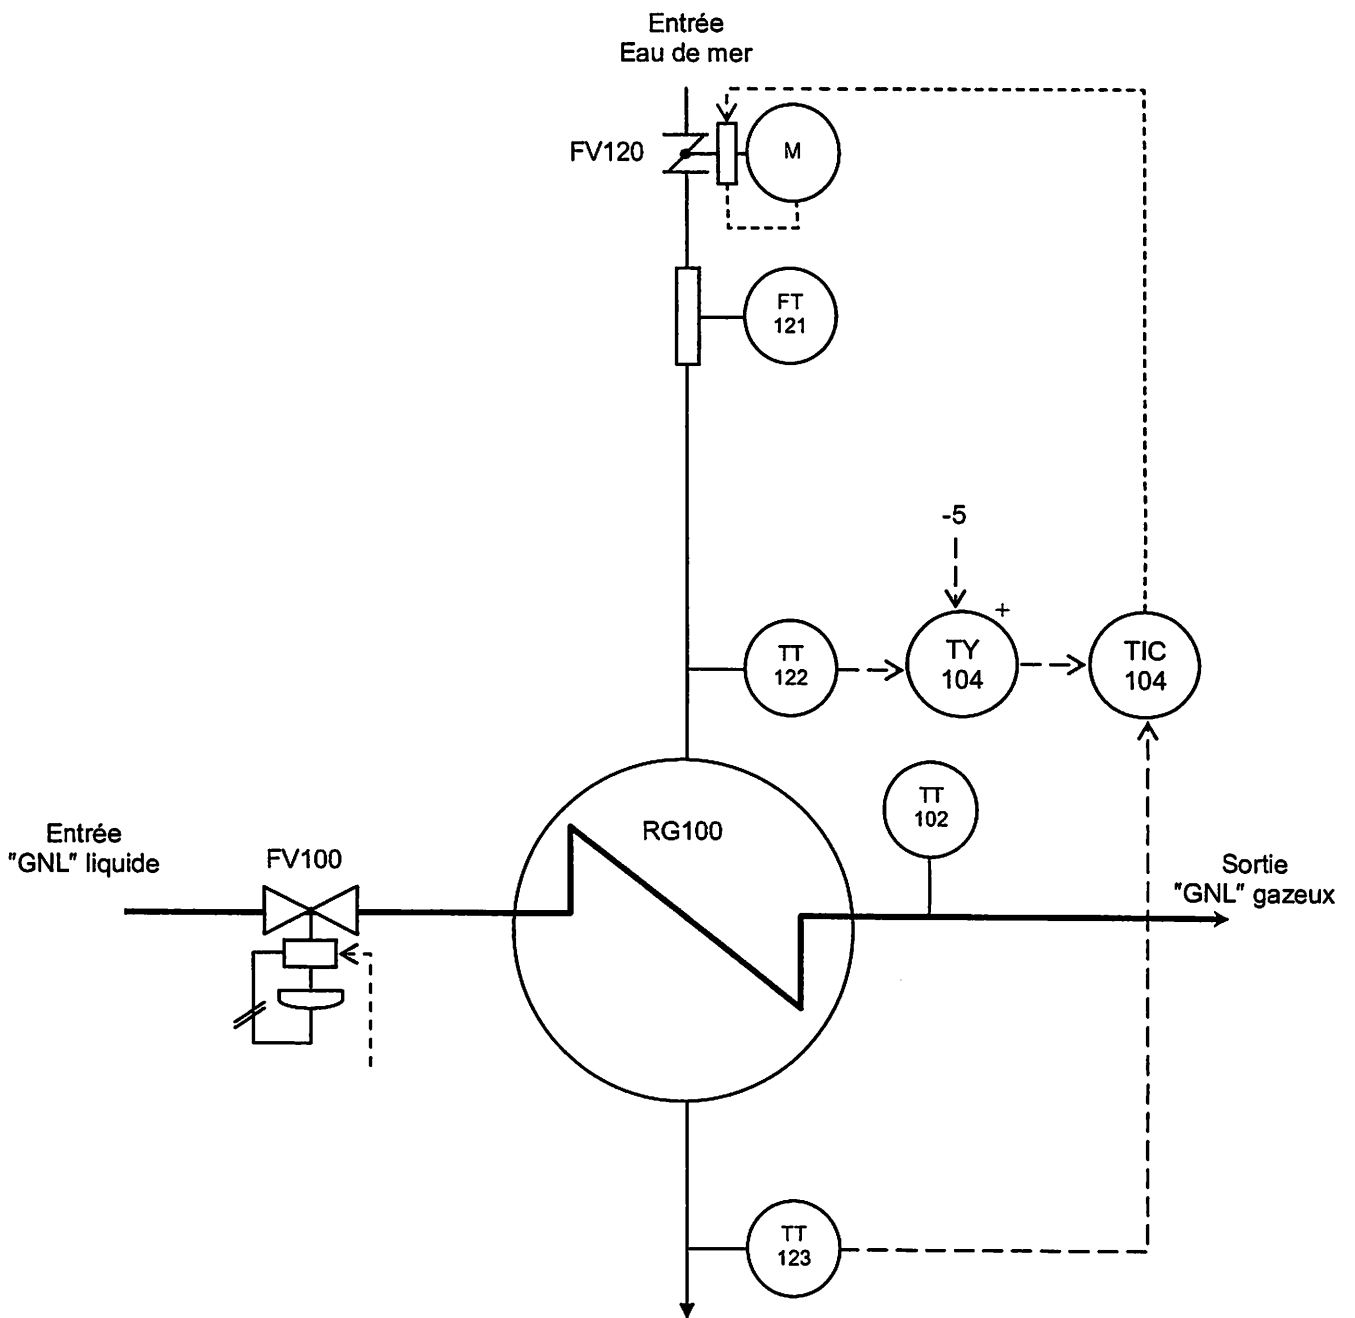 Entrée
Eau de mer
FV120
M
FT
121
-5
+
TT
122
TY
104
TIC
104
TT
102
RG100
Entrée
"GNL" liquide
FV100
Sortie
"GNL" gazeux
TT
123